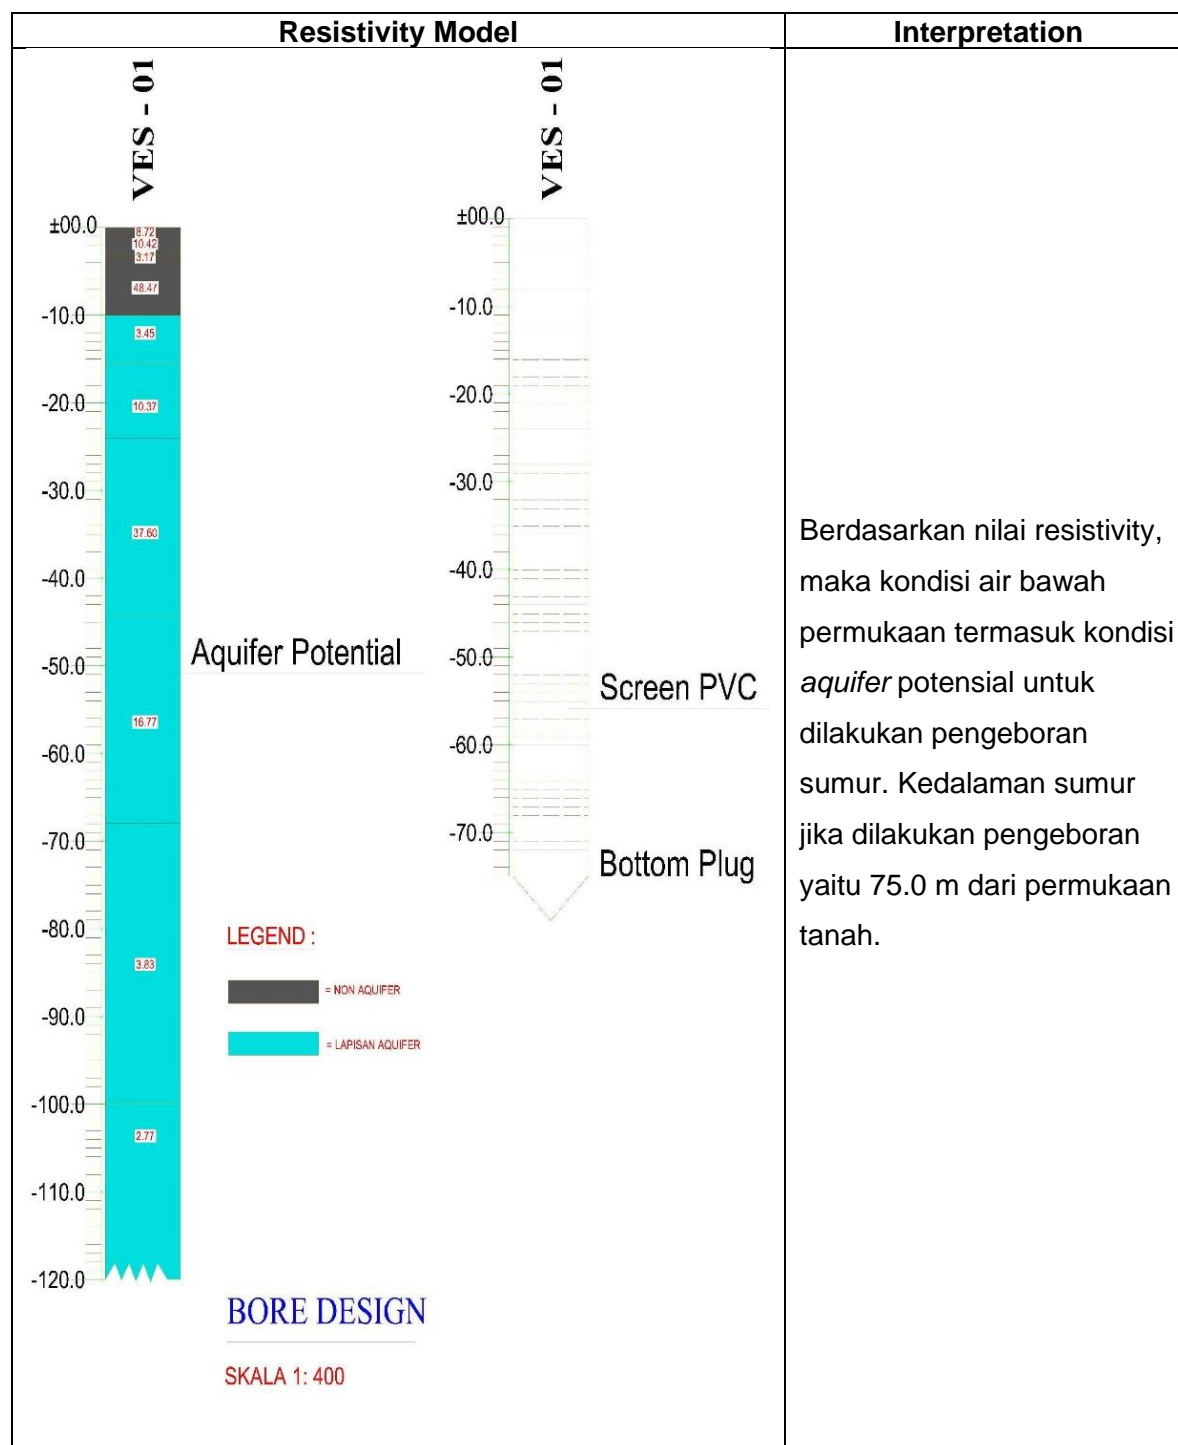 Resistivity Model
Interpretation
VES - 01
±00.0
8.72
10.42
3.17
48.47
-10.0
3.45
-20.0
10.37
-30.0
37.60
-40.0
-50.0
Aquifer Potential
16.77
-60.0
-70.0
-80.0
3.83
-90.0
-100.0
2.77
-110.0
-120.0
VES - 01
±00.0
-10.0
-20.0
-30.0
-40.0
-50.0
Screen PVC
-60.0
-70.0
Bottom Plug
LEGEND :
= NON AQUIFER
= LAPISAN AQUIFER
BORE DESIGN
SKALA 1: 400
Berdasarkan nilai resistivity,
maka kondisi air bawah
permukaan termasuk kondisi
aquifer potensial untuk
dilakukan pengeboran
sumur. Kedalaman sumur
jika dilakukan pengeboran
yaitu 75.0 m dari permukaan
tanah.